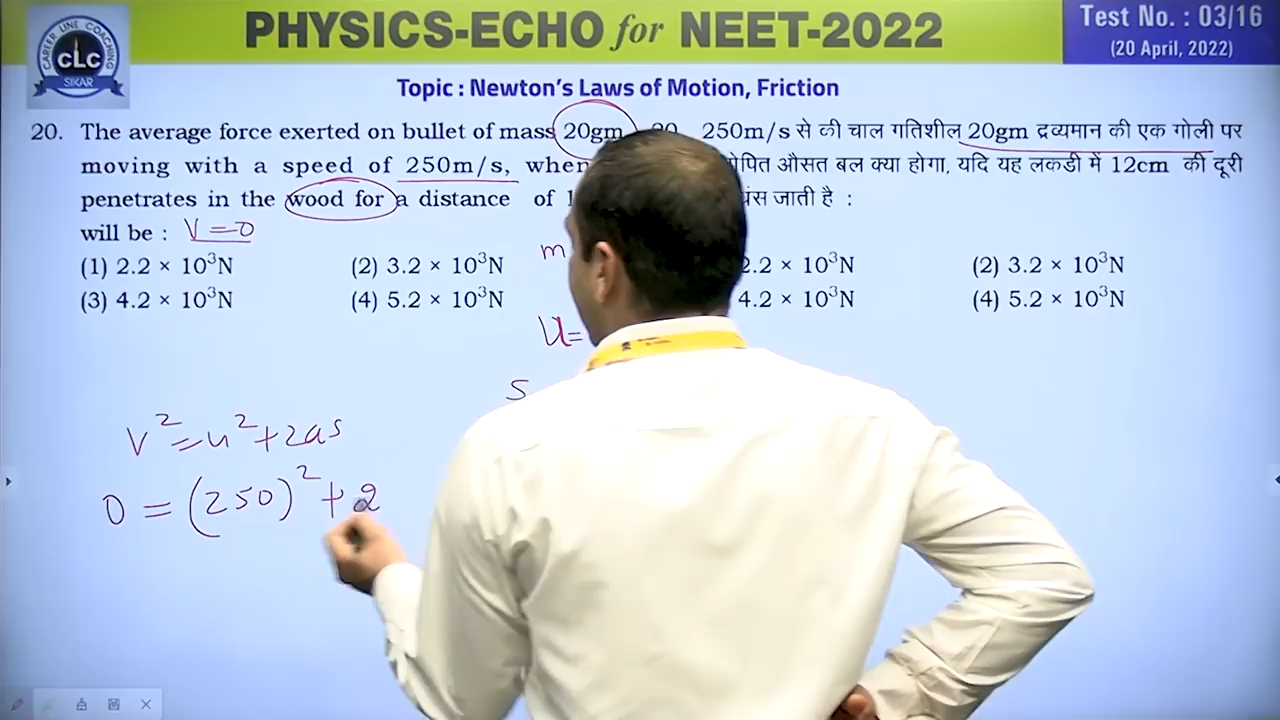 CAREER LINE COACHING
CLC
SIKAR
PHYSICS-ECHO for NEET-2022
Test No. : 03/16
(20 April, 2022)
Topic : Newton's Laws of Motion, Friction
20. The average force exerted on bullet of mass 20gm
moving with a speed of 250m/s, when
penetrates in the wood for a distance of 1
will be : V = 0
(1) 2.2 × 10³N (2) 3.2 × 10³N
(3) 4.2 × 10³N (4) 5.2 × 10³N
20 250m/s से की चाल गतिशील 20gm द्रव्यमान की एक गोली पर
औसत बल क्या होगा, यदि यह लकडी में 12cm की दूरी
जाती है :
2.2 × 10³N (2) 3.2 × 10³N
4.2 × 10³N (4) 5.2 × 10³N
m
u=
s
v² = u² + 2as
0 = (250)² + 2